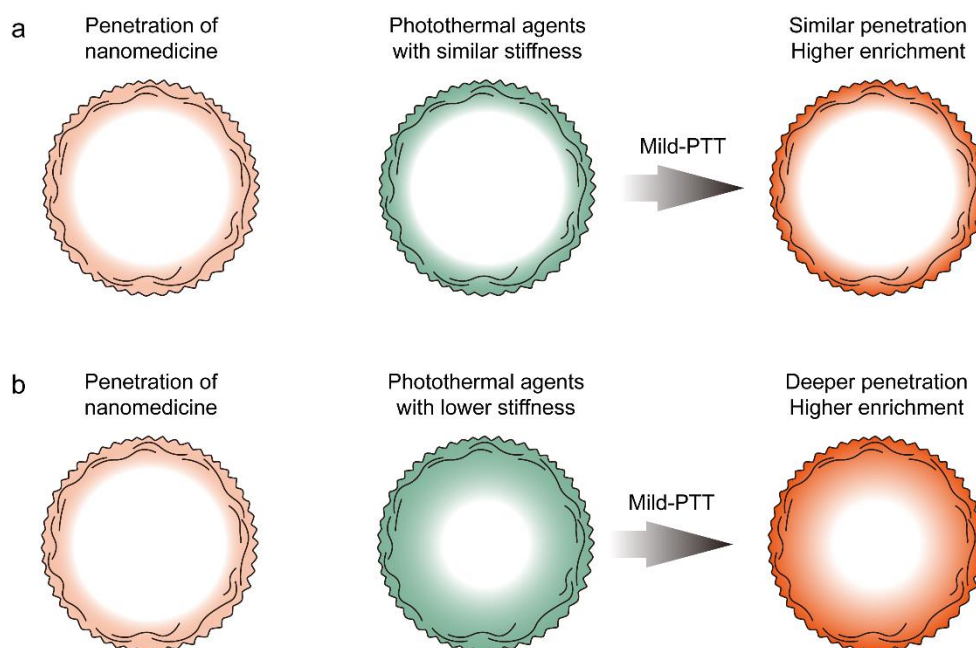 a
Penetration of
nanomedicine
Photothermal agents
with similar stiffness
Mild-PTT
Similar penetration
Higher enrichment
b
Penetration of
nanomedicine
Photothermal agents
with lower stiffness
Mild-PTT
Deeper penetration
Higher enrichment